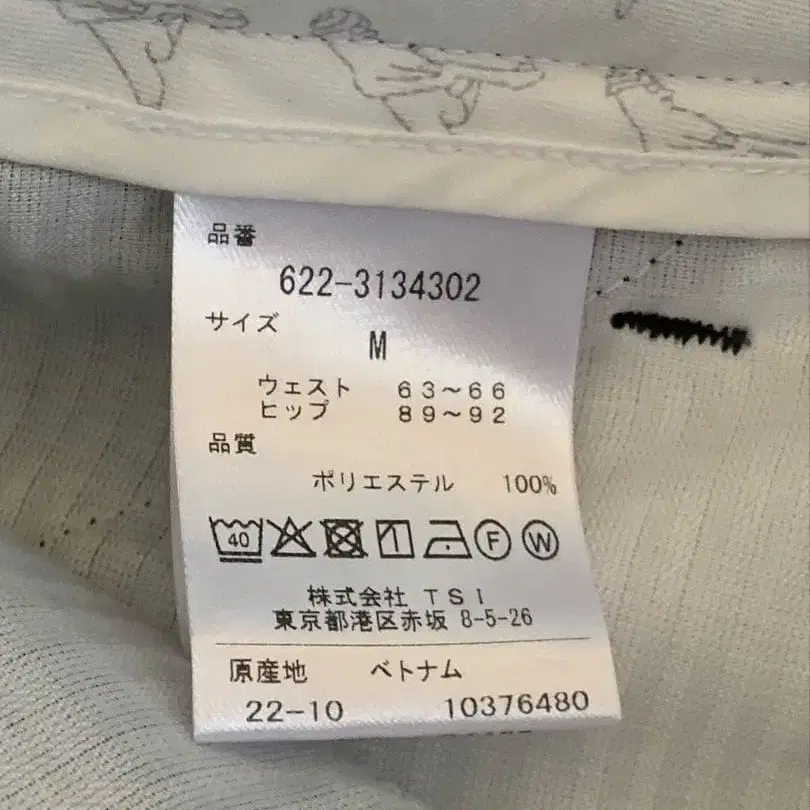 品番
622-3134302
サイズ
M
ウェスト 63～66
ヒップ 89～92
品質
ポリエステル 100%
40 F W
株式会社 TSI
東京都港区赤坂 8-5-26
原産地 ベトナム
22-10 10376480